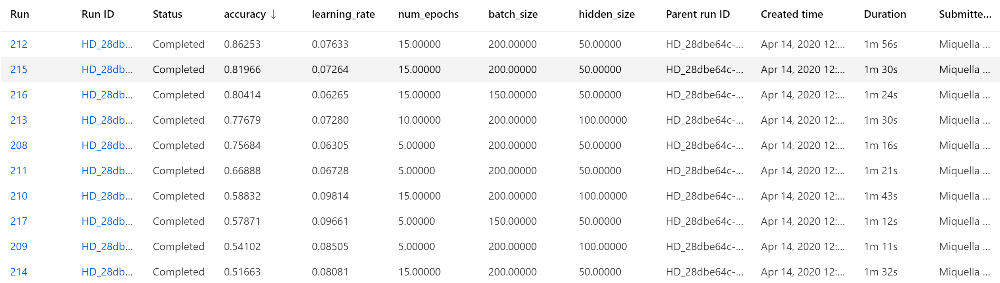 Run Run ID Status accuracy ↓ learning_rate num_epochs batch_size hidden_size Parent run ID Created time Duration Submitte...
212 HD_28db... Completed 0.86253 0.07633 15.00000 200.00000 50.00000 HD_28dbe64c-... Apr 14, 2020 12:... 1m 56s Miquella ...
215 HD_28db... Completed 0.81966 0.07264 15.00000 200.00000 50.00000 HD_28dbe64c-... Apr 14, 2020 12:... 1m 30s Miquella ...
216 HD_28db... Completed 0.80414 0.06265 15.00000 150.00000 50.00000 HD_28dbe64c-... Apr 14, 2020 12:... 1m 24s Miquella ...
213 HD_28db... Completed 0.77679 0.07280 10.00000 200.00000 100.00000 HD_28dbe64c-... Apr 14, 2020 12:... 1m 30s Miquella ...
208 HD_28db... Completed 0.75684 0.06305 5.00000 200.00000 50.00000 HD_28dbe64c-... Apr 14, 2020 12:... 1m 16s Miquella ...
211 HD_28db... Completed 0.66888 0.06728 5.00000 200.00000 50.00000 HD_28dbe64c-... Apr 14, 2020 12:... 1m 21s Miquella ...
210 HD_28db... Completed 0.58832 0.09814 15.00000 200.00000 100.00000 HD_28dbe64c-... Apr 14, 2020 12:... 1m 43s Miquella ...
217 HD_28db... Completed 0.57871 0.09661 5.00000 150.00000 50.00000 HD_28dbe64c-... Apr 14, 2020 12:... 1m 12s Miquella ...
209 HD_28db... Completed 0.54102 0.08505 5.00000 200.00000 100.00000 HD_28dbe64c-... Apr 14, 2020 12:... 1m 11s Miquella ...
214 HD_28db... Completed 0.51663 0.08081 15.00000 200.00000 50.00000 HD_28dbe64c-... Apr 14, 2020 12:... 1m 32s Miquella ...